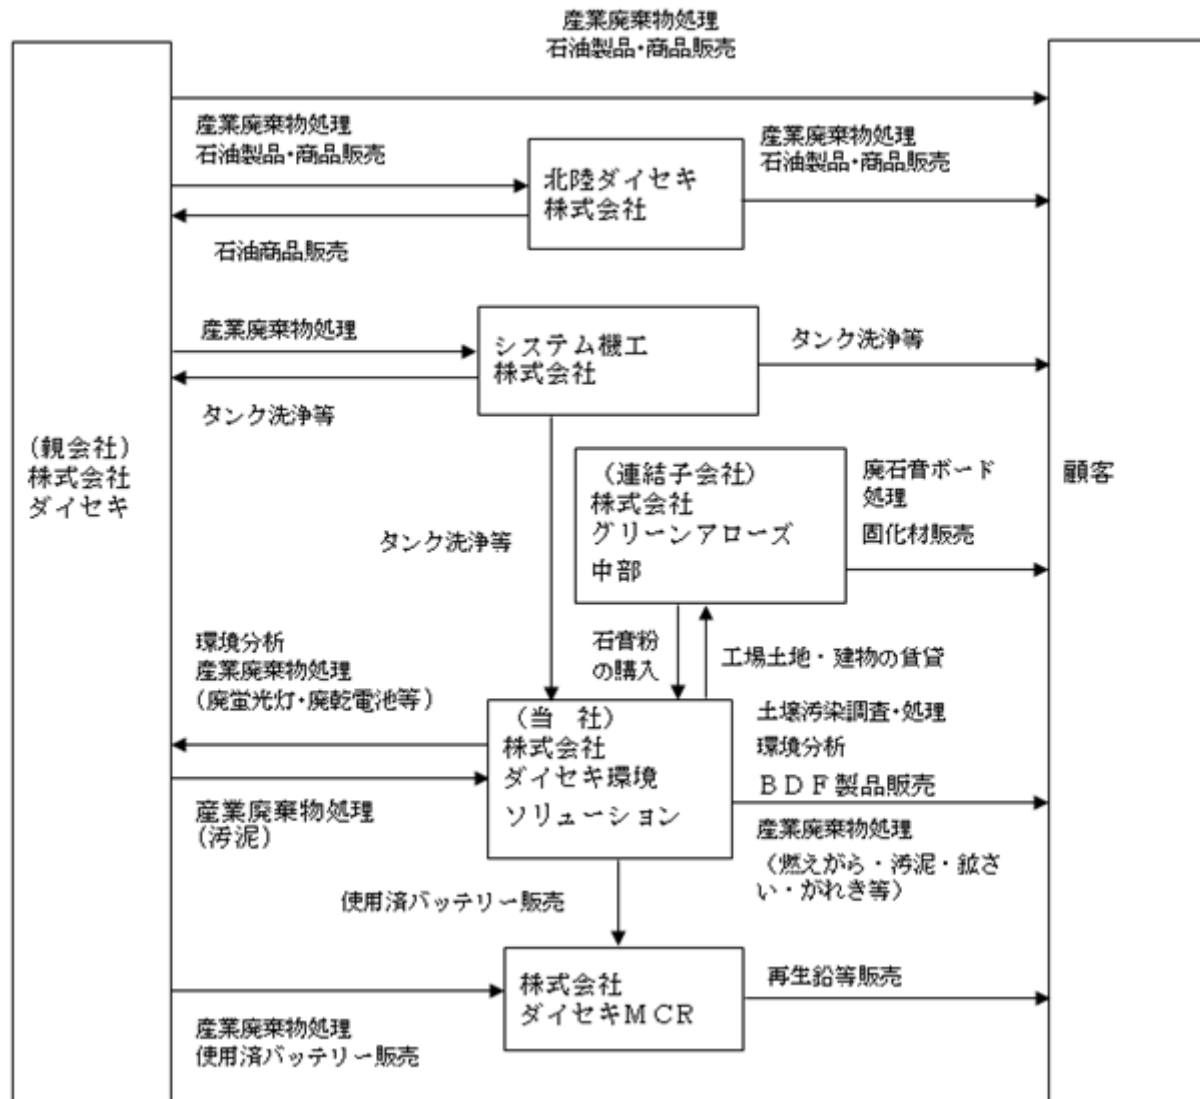 産業廃棄物処理
石油製品・商品販売
産業廃棄物処理
石油製品・商品販売
産業廃棄物処理
石油製品・商品販売
北陸ダイセキ
株式会社
石油商品販売
産業廃棄物処理
システム機工
株式会社
タンク洗浄等
タンク洗浄等
(親会社)
株式会社
ダイセキ
(連結子会社)
株式会社
グリーンアローズ
中部
廃石膏ボード
処理
固化材販売
顧客
タンク洗浄等
環境分析
産業廃棄物処理
(廃蛍光灯・廃乾電池等)
石膏粉
の購入
工場土地・建物の賃貸
(当 社)
株式会社
ダイセキ環境
ソリューション
土壌汚染調査・処理
環境分析
BDF製品販売
産業廃棄物処理
(燃えがら・汚泥・鉱さ
い・がれき等)
産業廃棄物処理
(汚泥)
使用済バッテリー販売
株式会社
ダイセキMCR
再生鉛等販売
産業廃棄物処理
使用済バッテリー販売